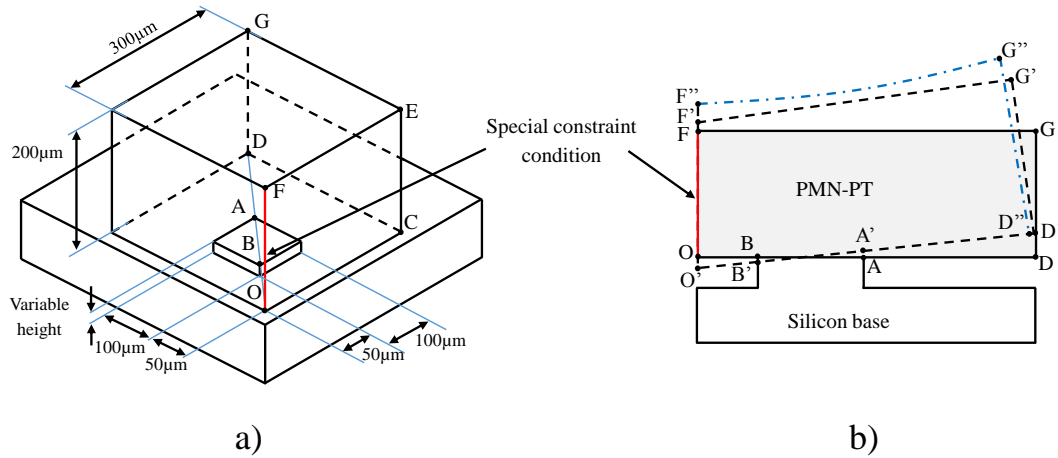 300µm
G
E
200µm
D
F
Special constraint
condition
A
C
B
O
Variable
height
100µm
50µm
50µm
100µm
a)
G''
G'
F''
F'
F
G
PMN-PT
D''
D
O
B
A'
D
O'
B'
A
Silicon base
b)